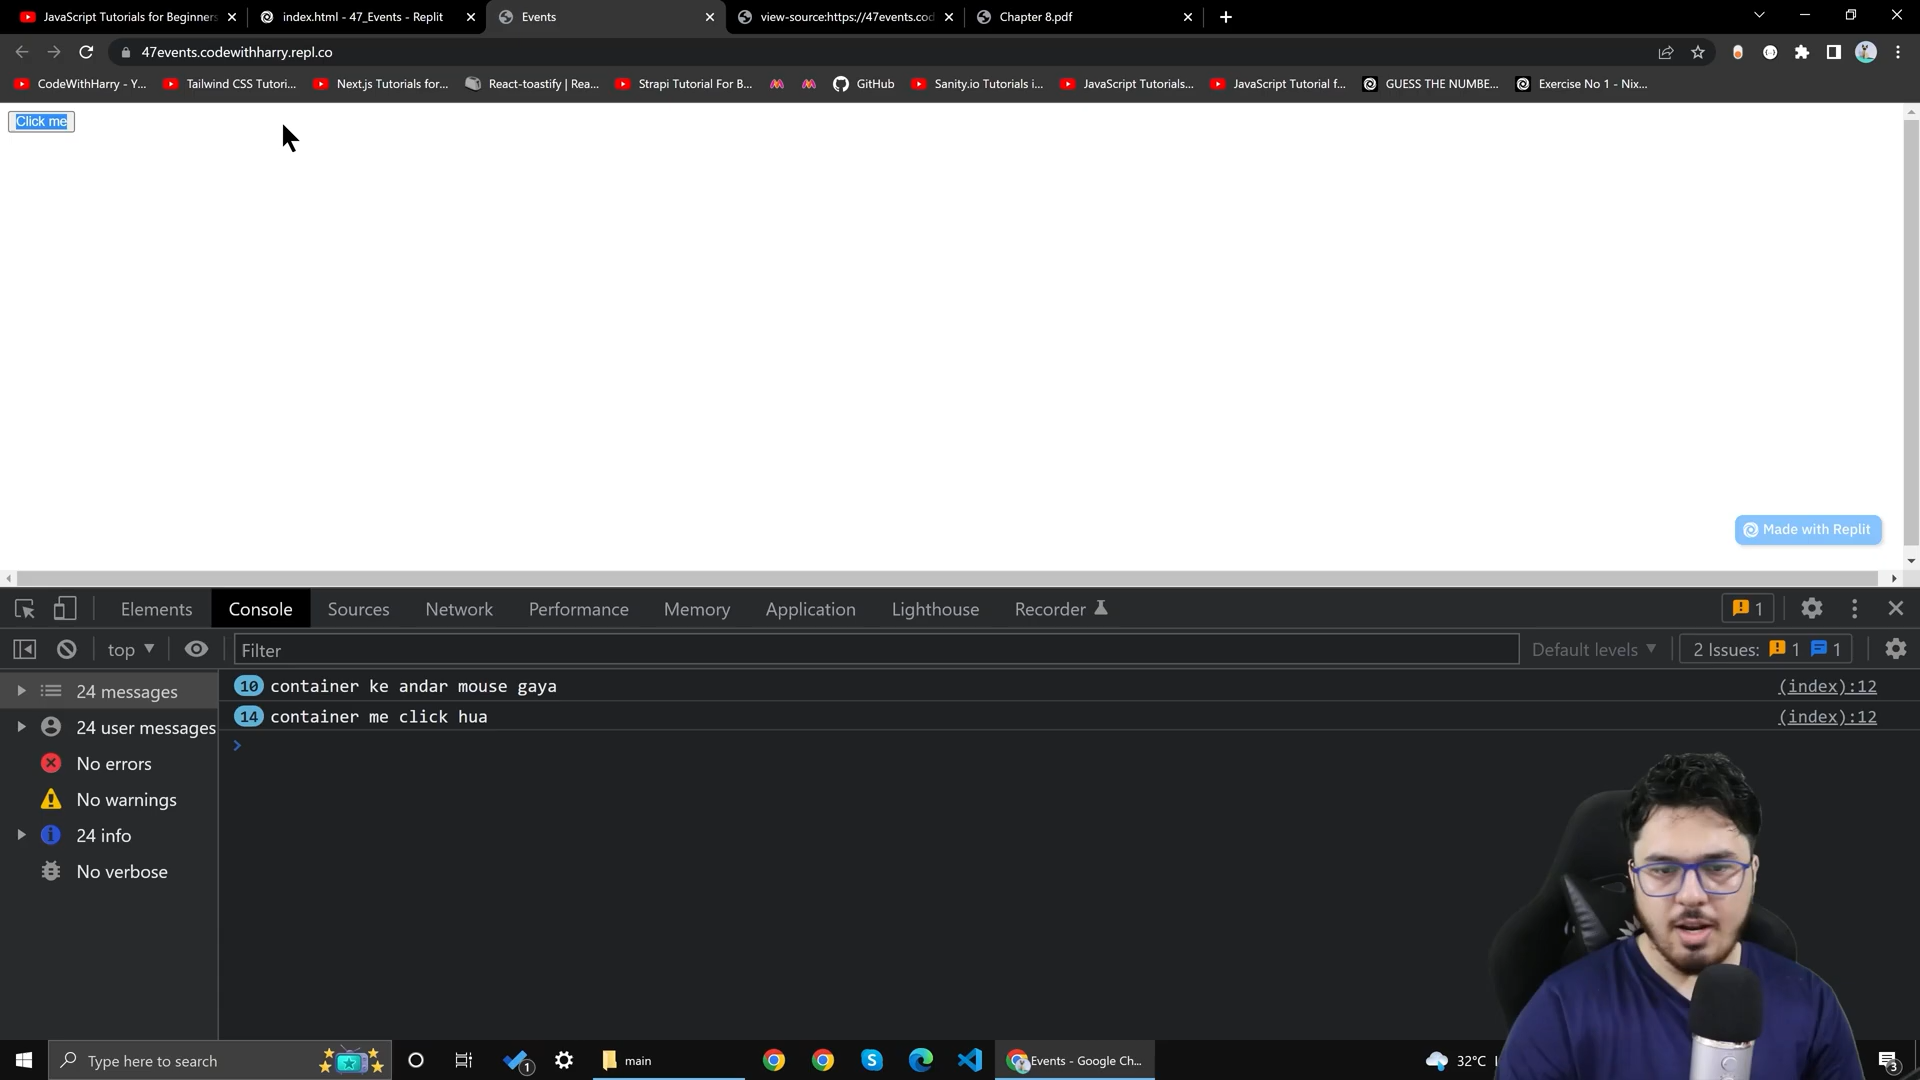 JavaScript Tutorials for Beginners
index.html - 47_Events - Replit
Events
view-source:https://47events.cod
Chapter 8.pdf
47events.codewithharry.repl.co
CodeWithHarry - Y...
Tailwind CSS Tutori...
Next.js Tutorials for...
React-toastify | Rea...
Strapi Tutorial For B...
GitHub
Sanity.io Tutorials i...
JavaScript Tutorials...
JavaScript Tutorial f...
GUESS THE NUMBE...
Exercise No 1 - Nix...
Click me
Made with Replit
Elements Console Sources Network Performance Memory Application Lighthouse Recorder 1
top Filter Default levels 2 Issues: 1 1
24 messages
24 user messages
No errors
No warnings
24 info
No verbose
10 container ke andar mouse gaya (index):12
14 container me click hua (index):12
Type here to search
1
main
Events - Google Ch...
32°C
3